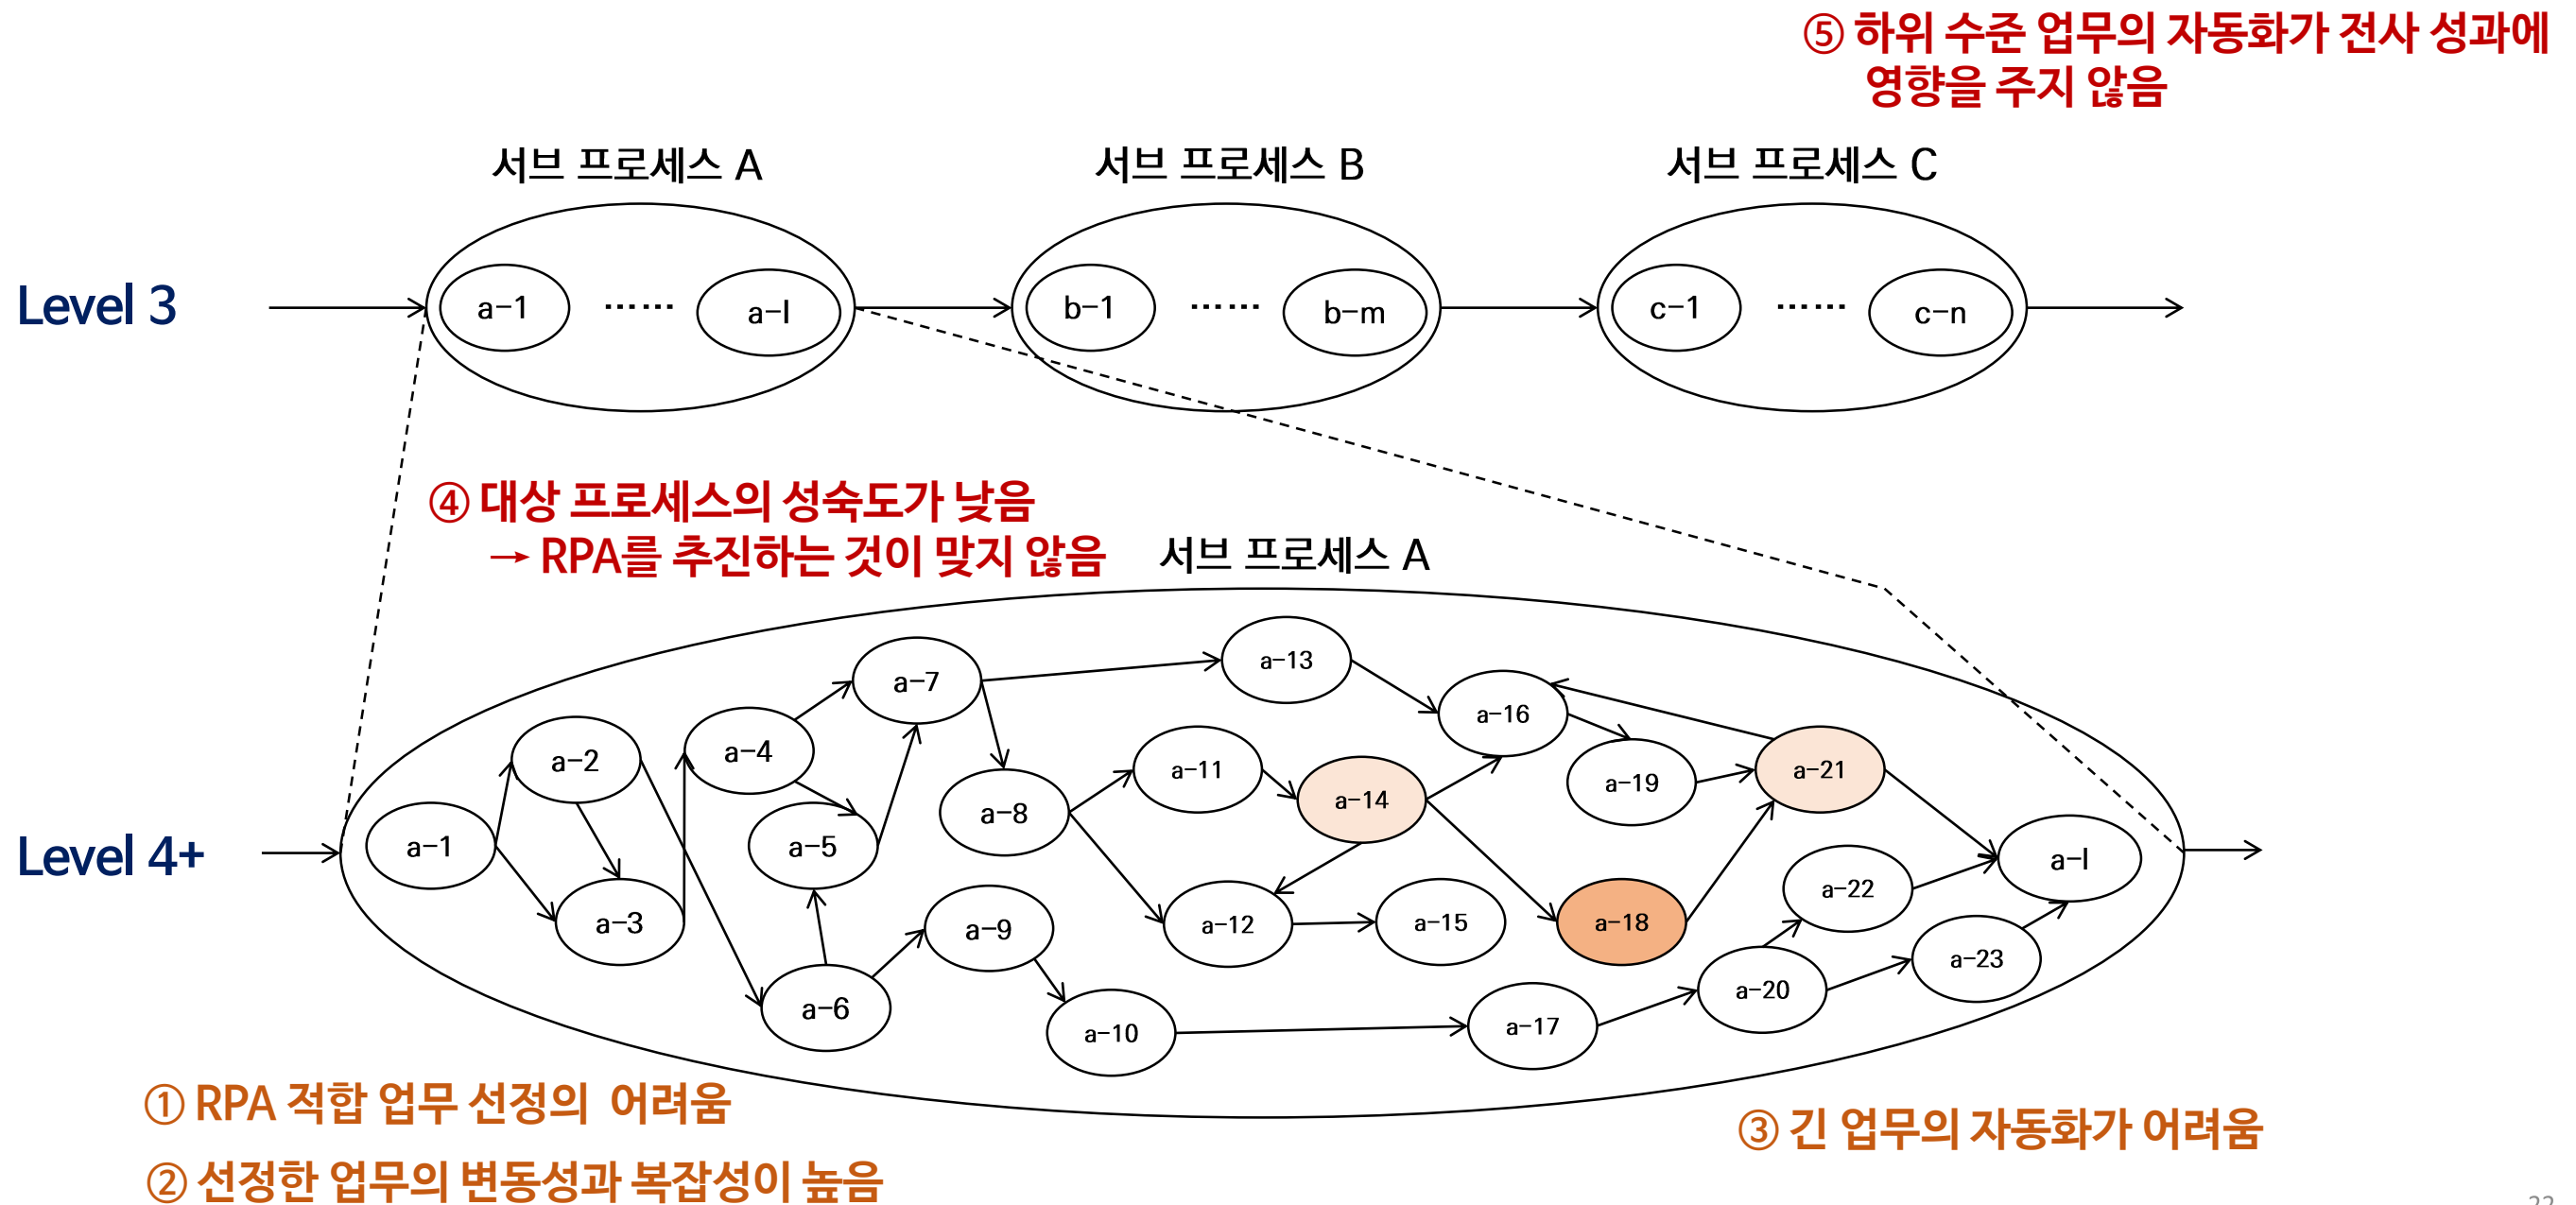 ⑤ 하위 수준 업무의 자동화가 전사 성과에
영향을 주지 않음
서브 프로세스 A
서브 프로세스 B
서브 프로세스 C
Level 3
a-1
······
a-l
b-1
······
b-m
c-1
······
c-n
④ 대상 프로세스의 성숙도가 낮음
→ RPA를 추진하는 것이 맞지 않음
서브 프로세스 A
Level 4+
a-1
a-2
a-3
a-4
a-5
a-6
a-7
a-8
a-9
a-10
a-11
a-12
a-13
a-14
a-15
a-16
a-17
a-18
a-19
a-20
a-21
a-22
a-23
a-l
① RPA 적합 업무 선정의 어려움
② 선정한 업무의 변동성과 복잡성이 높음
③ 긴 업무의 자동화가 어려움